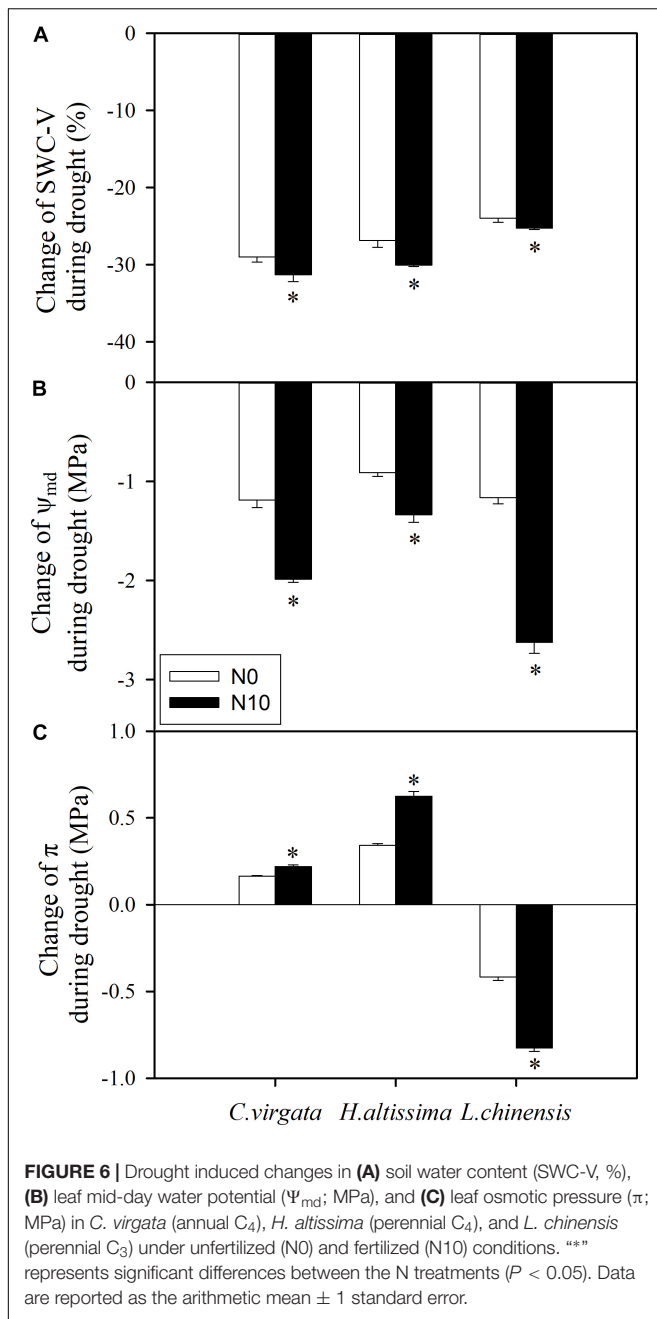 A
Change of SWC-V
during drought (%)
0
-10
-20
-30
-40
* * *
B
Change of Ψmd
during drought (MPa)
0
-1
-2
-3
* * *
N0
N10
C
Change of π
during drought (MPa)
1.0
0.5
0.0
-0.5
-1.0
* * *
C.virgata H.altissima L.chinensis
FIGURE 6 | Drought induced changes in (A) soil water content (SWC-V, %),
(B) leaf mid-day water potential (Ψmd; MPa), and (C) leaf osmotic pressure (π;
MPa) in C. virgata (annual C4), H. altissima (perennial C4), and L. chinensis
(perennial C3) under unfertilized (N0) and fertilized (N10) conditions. “*”
represents significant differences between the N treatments (P < 0.05). Data
are reported as the arithmetic mean ± 1 standard error.